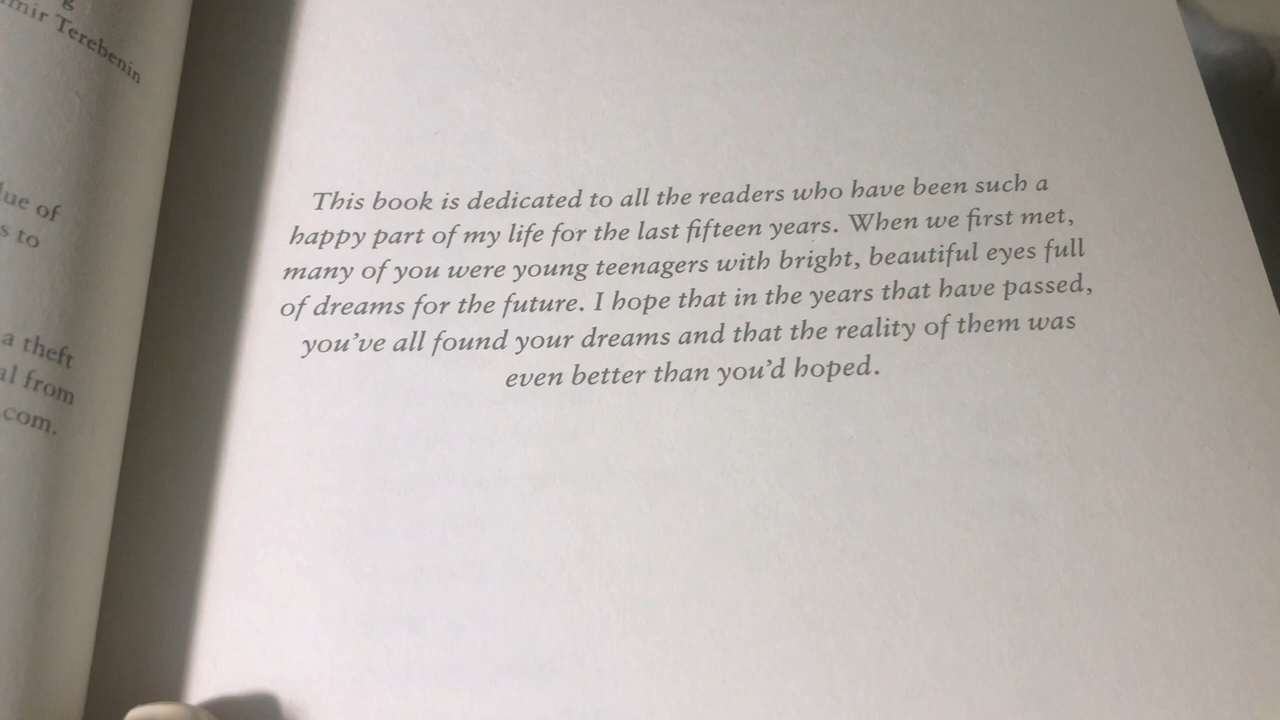 Terebenin
lue of
s to
a theft
al from
com.
This book is dedicated to all the readers who have been such a
happy part of my life for the last fifteen years. When we first met,
many of you were young teenagers with bright, beautiful eyes full
of dreams for the future. I hope that in the years that have passed,
you've all found your dreams and that the reality of them was
even better than you'd hoped.